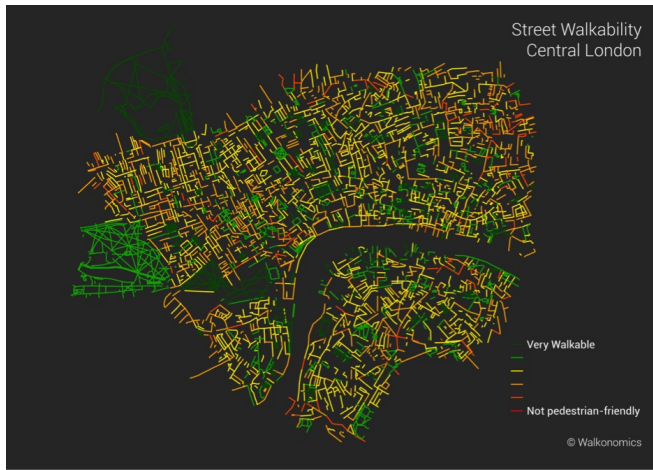 Street Walkability
Central London
Very Walkable
Not pedestrian-friendly
© Walkonomics